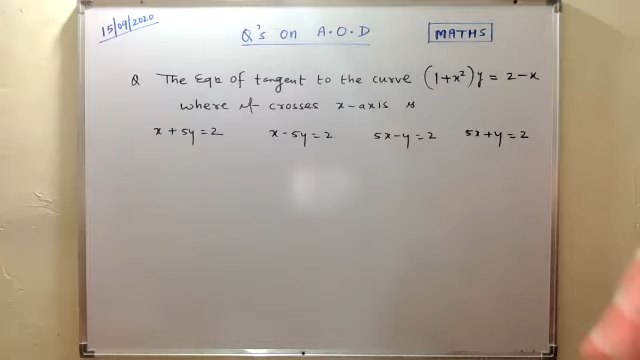 15/09/2020
Q's on A.O.D
MATHS
Q The Eqn of tangent to the curve (1+x²)y = 2-x
where it crosses x-axis is
x + 5y = 2 x - 5y = 2 5x - y = 2 5x + y = 2